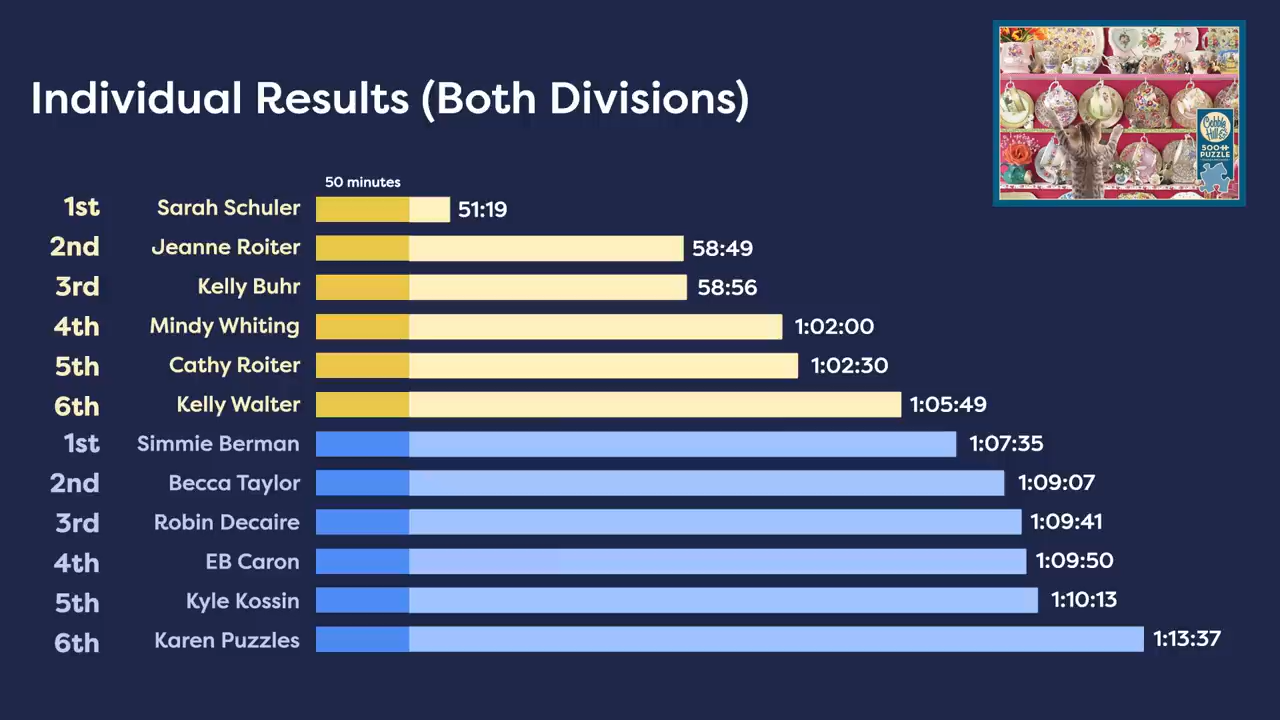 Individual Results (Both Divisions)
Cobble Hill
500
PUZZLE
50 minutes
1st Sarah Schuler 51:19
2nd Jeanne Roiter 58:49
3rd Kelly Buhr 58:56
4th Mindy Whiting 1:02:00
5th Cathy Roiter 1:02:30
6th Kelly Walter 1:05:49
1st Simmie Berman 1:07:35
2nd Becca Taylor 1:09:07
3rd Robin Decaire 1:09:41
4th EB Caron 1:09:50
5th Kyle Kossin 1:10:13
6th Karen Puzzles 1:13:37